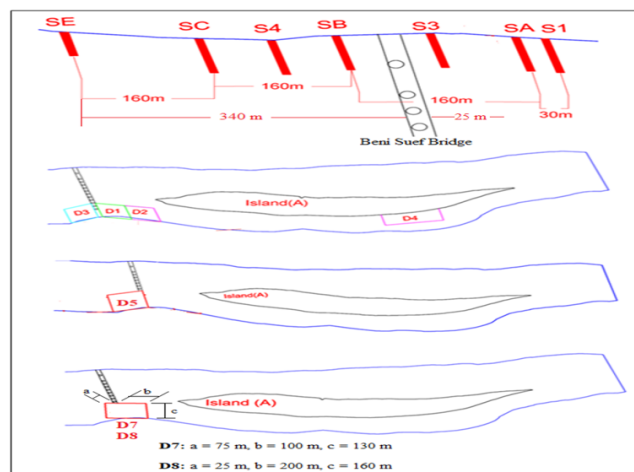 SE SC S4 SB S3 SA S1
160m 160m 160m
340 m 25 m 30m
Beni Suef Bridge
D3 D1 D2 Island(A) D4
D5 Island(A)
a b
c
Island (A)
D7
D8
D7: a = 75 m, b = 100 m, c = 130 m
D8: a = 25 m, b = 200 m, c = 160 m